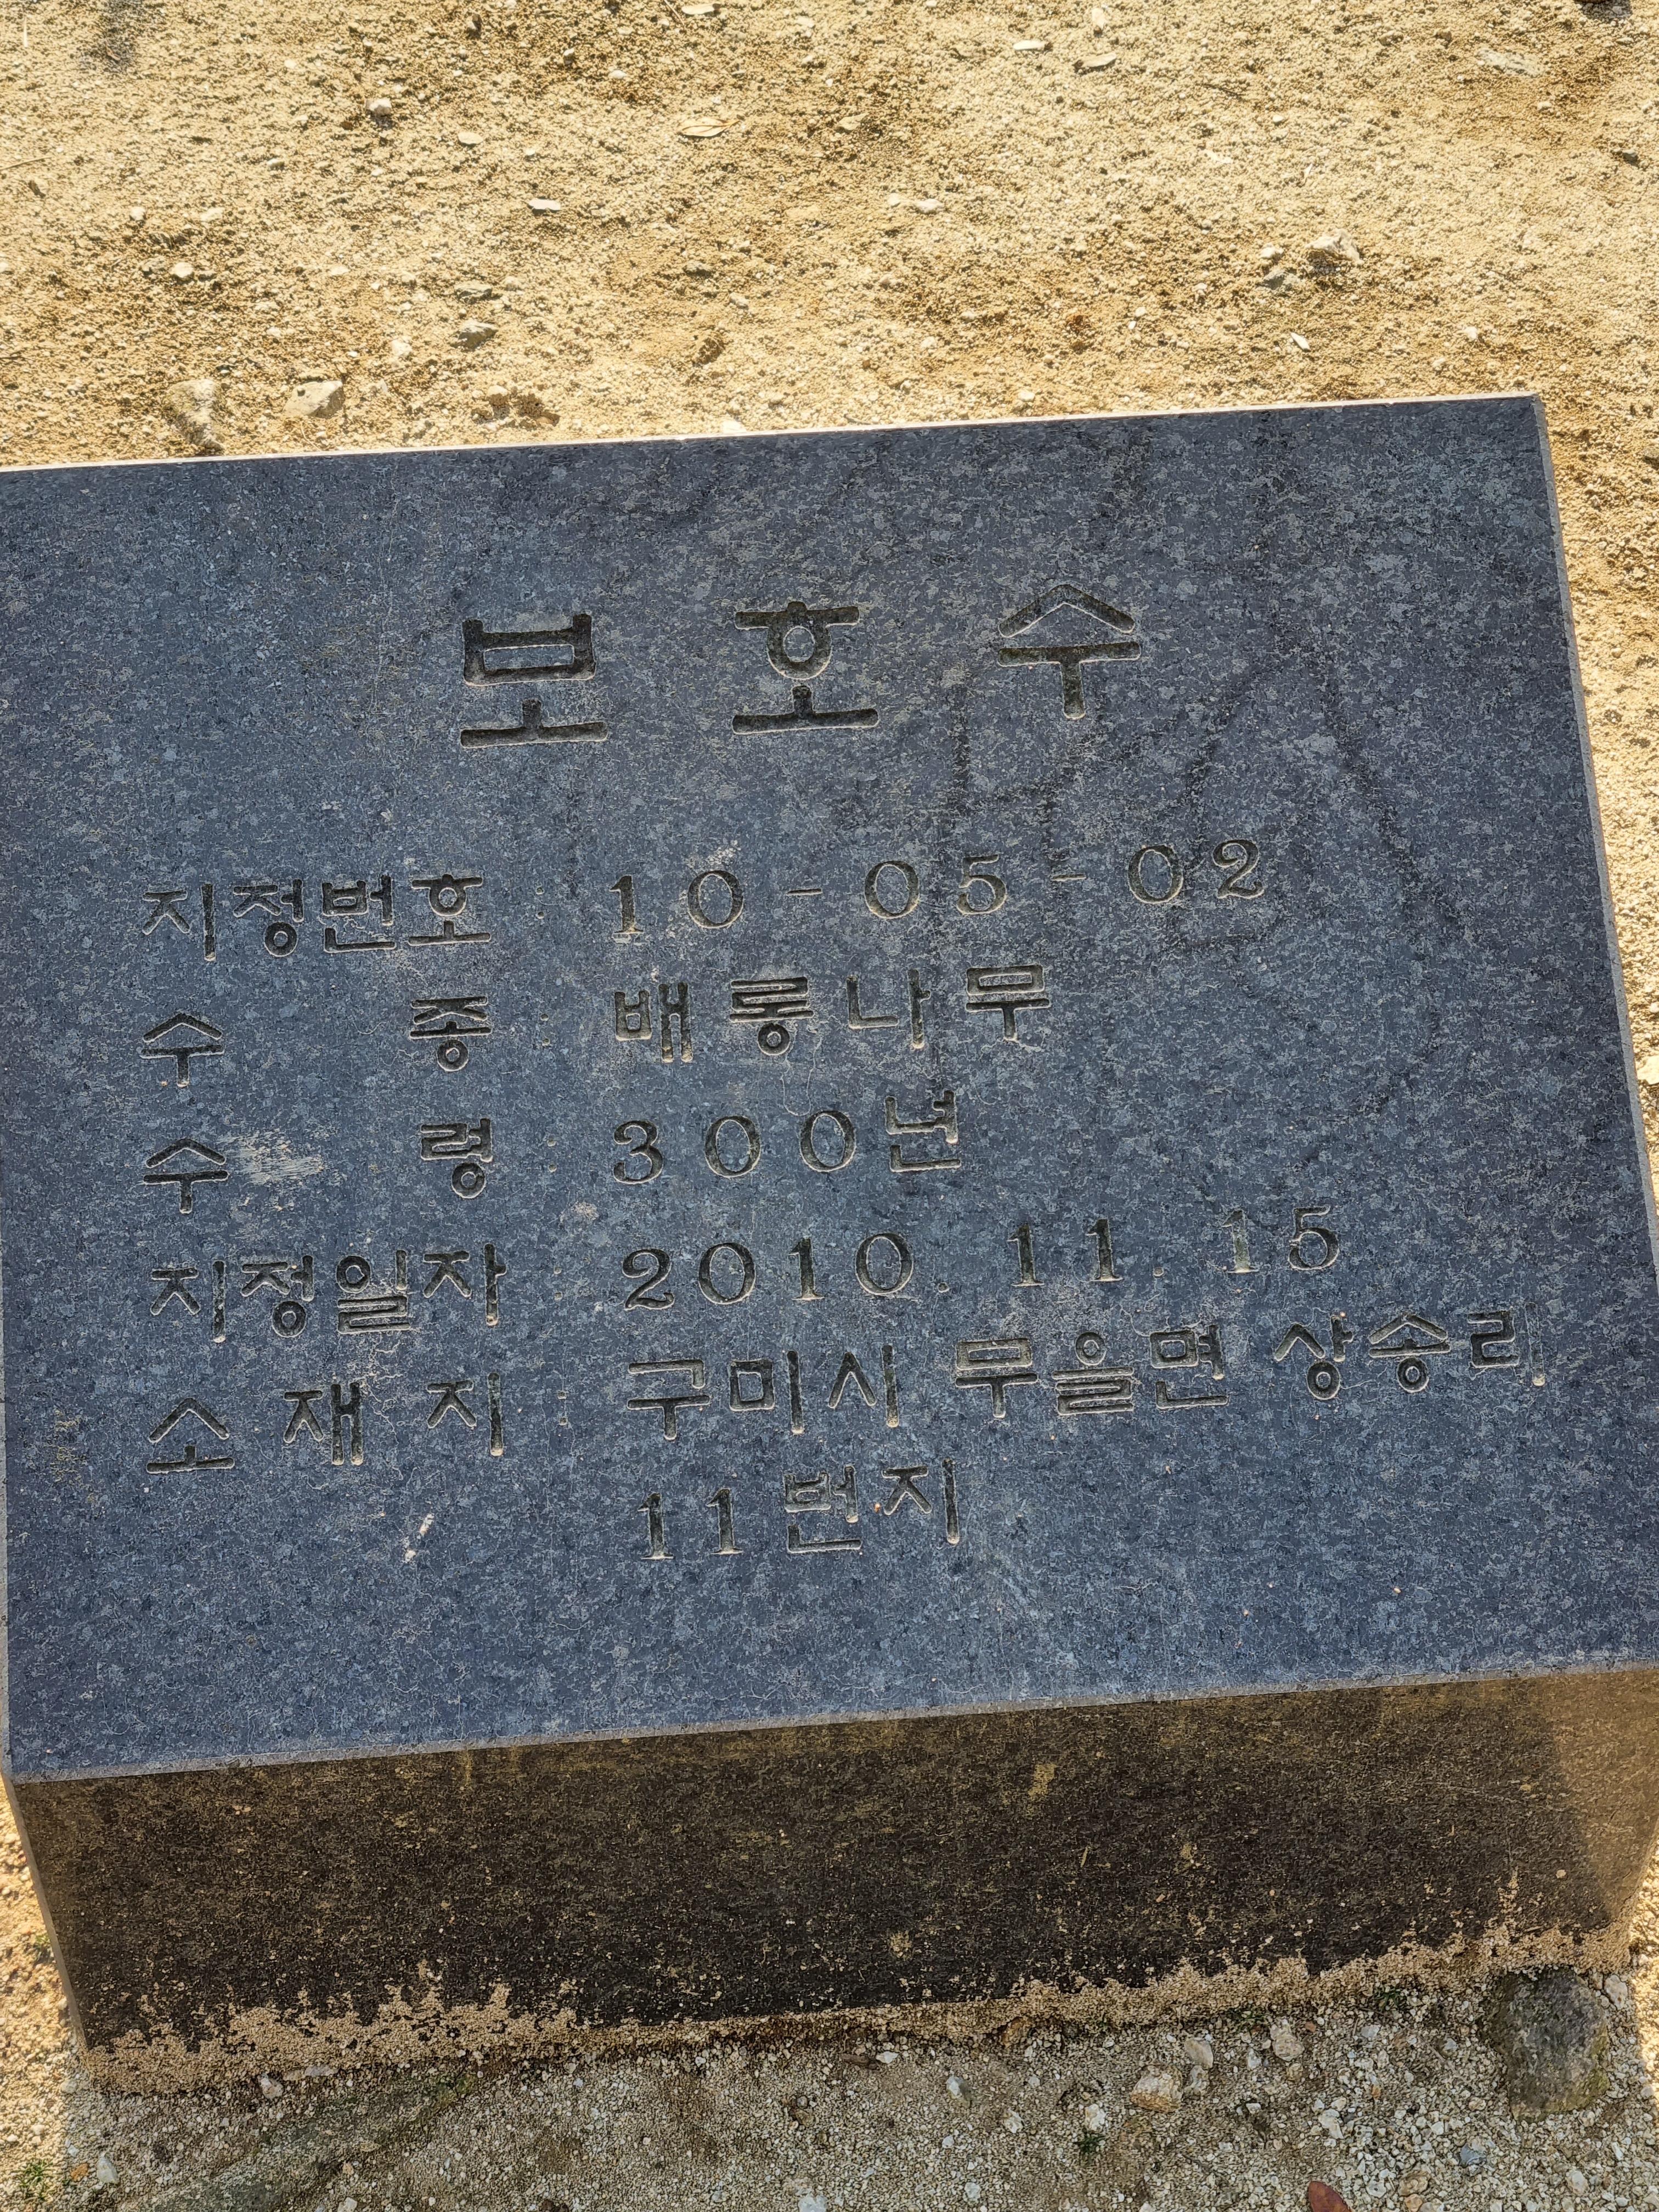 보 호 수
지정번호 : 10-05-02
수 종 : 배롱나무
수 령 : 300년
지정일자 : 2010. 11. 15
소 재 지 : 구미시 무을면 상송리
11번지